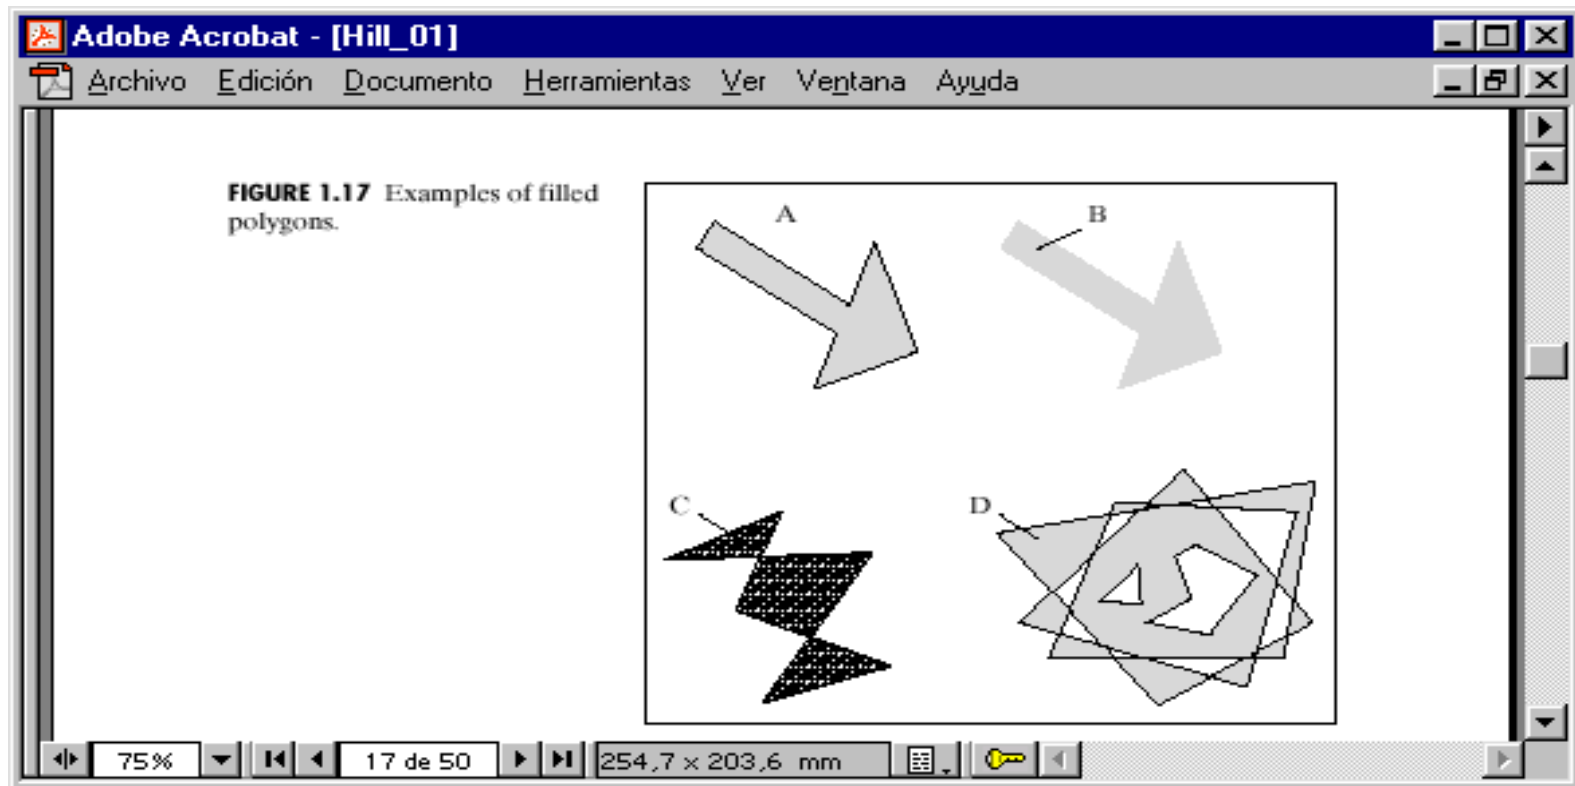 Adobe Acrobat - [Hill_01]
Archivo Edición Documento Herramientas Ver Ventana Ayuda
FIGURE 1.17 Examples of filled
polygons.
A
B
C
D
75% 17 de 50 254,7 × 203,6 mm